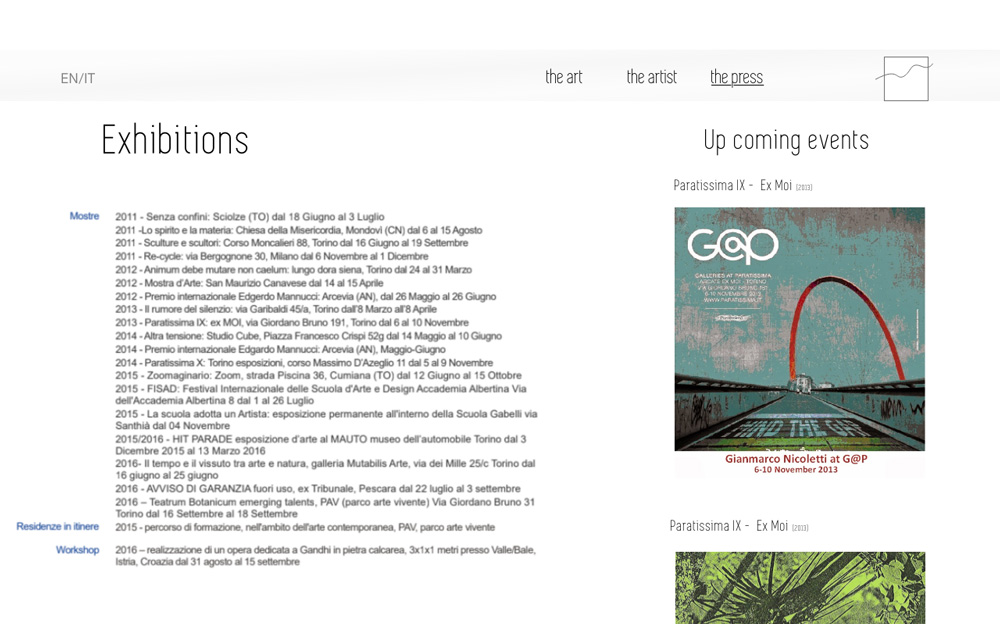 EN/IT
the art
the artist
the press
Exhibitions
Mostre
2011 - Senza confini: Sciolze (TO) dal 18 Giugno al 3 Luglio
2011 -Lo spirito e la materia: Chiesa della Misericordia, Mondovì (CN) dal 6 al 15 Agosto
2011 - Sculture e scultori: Corso Moncalieri 88, Torino dal 16 Giugno al 19 Settembre
2011 - Re-cycle: via Bergognone 30, Milano dal 6 Novembre al 1 Dicembre
2012 - Animum debe mutare non caelum: lungo dora siena, Torino dal 24 al 31 Marzo
2012 - Mostra d'Arte: San Maurizio Canavese dal 14 al 15 Aprile
2012 - Premio internazionale Edgerdo Mannucci: Arcevia (AN), dal 26 Maggio al 26 Giugno
2013 - Il rumore del silenzio: via Garibaldi 45/a, Torino dall'8 Marzo all'8 Aprile
2013 - Paratissima IX: ex MOI, via Giordano Bruno 191, Torino dal 6 al 10 Novembre
2014 - Altra tensione: Studio Cube, Piazza Francesco Crispi 52g dal 14 Maggio al 10 Giugno
2014 - Premio internazionale Edgardo Mannucci: Arcevia (AN), Maggio-Giugno
2014 - Paratissima X: Torino esposizioni, corso Massimo D'Azeglio 11 dal 5 al 9 Novembre
2015 - Zoomaginario: Zoom, strada Piscina 36, Cumiana (TO) dal 12 Giugno al 15 Ottobre
2015 - FISAD: Festival Internazionale delle Scuola d'Arte e Design Accademia Albertina Via
dell'Accademia Albertina 8 dal 1 al 26 Luglio
2015 - La scuola adotta un Artista: esposizione permanente all'interno della Scuola Gabelli via
Santhià dal 04 Novembre
2015/2016 - HIT PARADE esposizione d'arte al MAUTO museo dell'automobile Torino dal 3
Dicembre 2015 al 13 Marzo 2016
2016- Il tempo e il vissuto tra arte e natura, galleria Mutabilis Arte, via dei Mille 25/c Torino dal
16 giugno al 25 giugno
2016 - AVVISO DI GARANZIA fuori uso, ex Tribunale, Pescara dal 22 luglio al 3 settembre
2016 – Teatrum Botanicum emerging talents, PAV (parco arte vivente) Via Giordano Bruno 31
Torino dal 16 Settembre al 18 Settembre
Residenze in itinere
2015 - percorso di formazione, nell'ambito dell'arte contemporanea, PAV, parco arte vivente
Workshop
2016 – realizzazione di un opera dedicata a Gandhi in pietra calcarea, 3x1x1 metri presso Valle/Bale,
Istria, Croazia dal 31 agosto al 15 settembre
Up coming events
Paratissima IX - Ex Moi (2013)
G@P
GALLERIES AT PARATISSIMA
ARCATE EX MOI - TORINO
VIA GIORDANO BRUNO 191
6-10 NOVEMBRE 2013
WWW.PARATISSIMA.IT
MIND THE GAP
Gianmarco Nicoletti at G@P
6-10 November 2013
Paratissima IX - Ex Moi (2013)